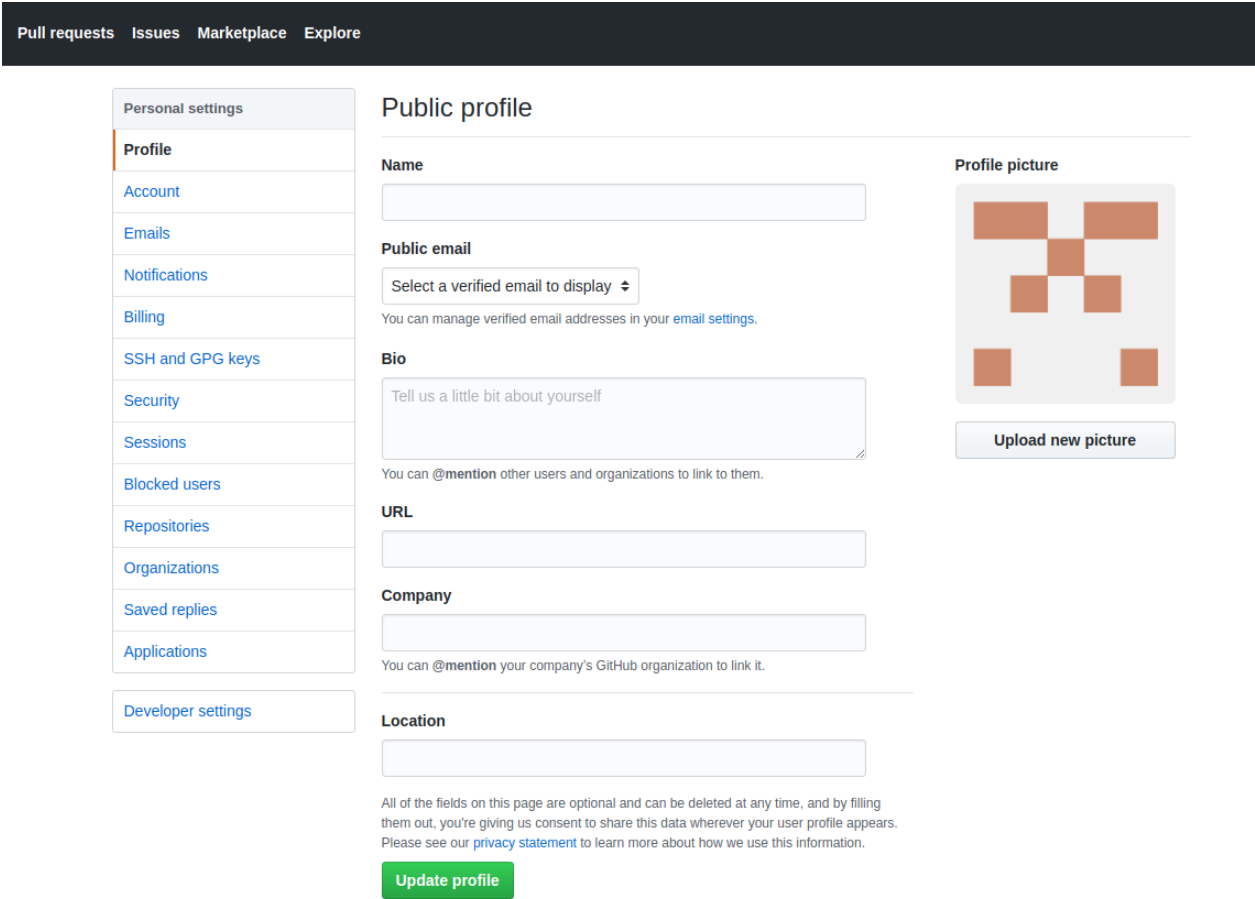 Pull requests Issues Marketplace Explore
Personal settings
Profile
Account
Emails
Notifications
Billing
SSH and GPG keys
Security
Sessions
Blocked users
Repositories
Organizations
Saved replies
Applications
Developer settings
Public profile
Name
Public email
Select a verified email to display
You can manage verified email addresses in your email settings.
Bio
Tell us a little bit about yourself
You can @mention other users and organizations to link to them.
URL
Company
You can @mention your company's GitHub organization to link it.
Location
All of the fields on this page are optional and can be deleted at any time, and by filling
them out, you're giving us consent to share this data wherever your user profile appears.
Please see our privacy statement to learn more about how we use this information.
Update profile
Profile picture
Upload new picture